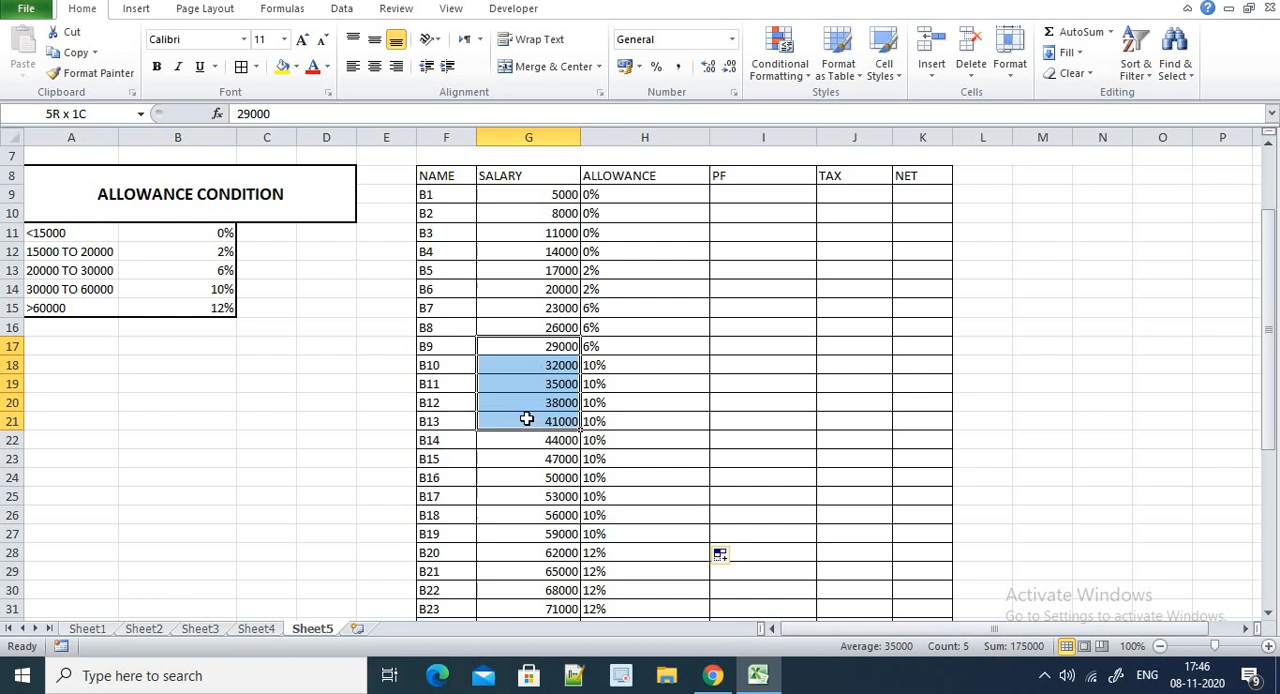 File Home Insert Page Layout Formulas Data Review View Developer
Cut
Copy
Format Painter
Paste
Calibri 11
B I U
Wrap Text
Merge & Center
General
% ,
Conditional Formatting
Format as Table
Cell Styles
Insert Delete Format
Σ AutoSum
Fill
Clear
Sort & Filter
Find & Select
Clipboard Font Alignment Number Styles Cells Editing
5R x 1C fx 29000
A B C D E F G H I J K L M N O P
7
8 NAME SALARY ALLOWANCE PF TAX NET
ALLOWANCE CONDITION
9 B1 5000 0%
10 B2 8000 0%
11 <15000 0% B3 11000 0%
12 15000 TO 20000 2% B4 14000 0%
13 20000 TO 30000 6% B5 17000 2%
14 30000 TO 60000 10% B6 20000 2%
15 >60000 12% B7 23000 6%
16 B8 26000 6%
17 B9 29000 6%
18 B10 32000 10%
19 B11 35000 10%
20 B12 38000 10%
21 B13 41000 10%
22 B14 44000 10%
23 B15 47000 10%
24 B16 50000 10%
25 B17 53000 10%
26 B18 56000 10%
27 B19 59000 10%
28 B20 62000 12%
29 B21 65000 12%
30 B22 68000 12%
31 B23 71000 12%
Activate Windows
Go to Settings to activate Windows.
Sheet1 Sheet2 Sheet3 Sheet4 Sheet5
Ready Average: 35000 Count: 5 Sum: 175000 100%
Type here to search
ENG
17:46
08-11-2020
9